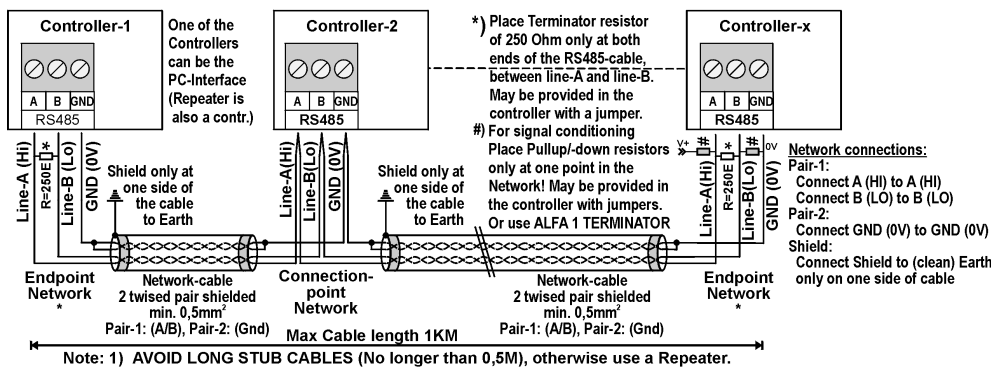 Controller-1
A B GND
RS485
One of the
Controllers
can be the
PC-Interface
(Repeater is
also a contr.)
Controller-2
A B GND
RS485
*) Place Terminator resistor
of 250 Ohm only at both
ends of the RS485-cable,
between line-A and line-B.
May be provided in the
controller with a jumper.
#) For signal conditioning
Place Pullup/-down resistors
only at one point in the
Network! May be provided in
the controller with jumpers.
Or use ALFA 1 TERMINATOR
Controller-x
A B GND
RS485
V+ # * # 0V
Line-A (Hi)
R=250E *
Line-B (Lo)
GND (0V)
Shield only at
one side of
the cable
to Earth
Line-A(Hi)
Line-B(Lo)
GND (0V)
Shield only at
one side of
the cable
to Earth
Line-A(Hi)
R=250E
Line-B(Lo)
GND (0V)
Network connections:
Pair-1:
Connect A (HI) to A (HI)
Connect B (LO) to B (LO)
Pair-2:
Connect GND (0V) to GND (0V)
Shield:
Connect Shield to (clean) Earth
only on one side of cable
Endpoint
Network
*
Network-cable
2 twised pair shielded
min. 0,5mm²
Pair-1: (A/B), Pair-2: (Gnd)
Connection-
point
Network
Network-cable
2 twised pair shielded
min. 0,5mm²
Pair-1: (A/B), Pair-2: (Gnd)
Endpoint
Network
*
Max Cable length 1KM
Note: 1) AVOID LONG STUB CABLES (No longer than 0,5M), otherwise use a Repeater.